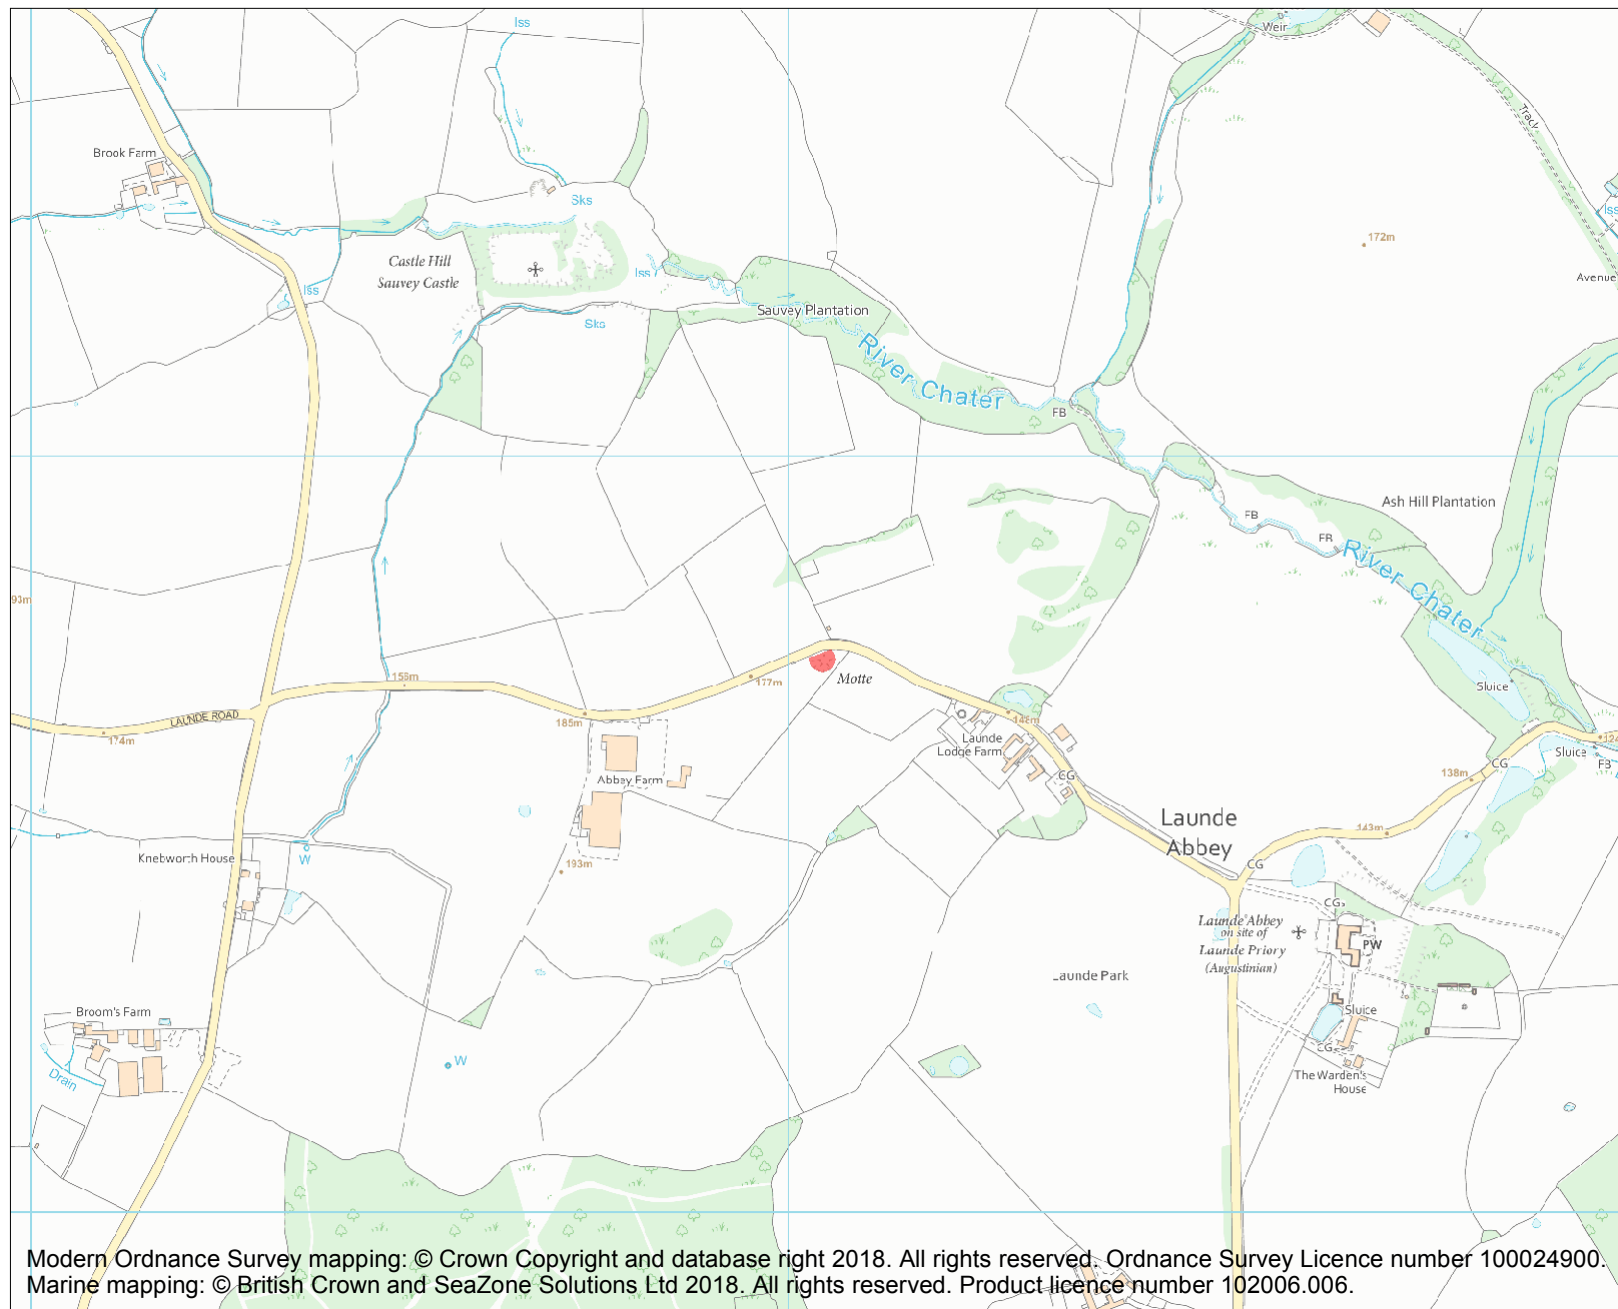 Iss
Weir
Track
Brook Farm
Sks
Iss
172m
Castle Hill
Sauvey Castle
Iss
Avenue
Iss
Sauvey Plantation
Sks
River Chater
FB
Ash Hill Plantation
FB
FB
River Chater
93m
Motte
177m
Sluice
LAUNDE ROAD
185m
174m
Launde
Lodge Farm
Sluice
FB
CG
Abbey Farm
CG
138m
Launde
Abbey
143m
Knebworth House
W
193m
CG
CGs
Launde Abbey
on site of
Launde Priory
(Augustinian)
PW
Launde Park
Broom's Farm
Sluice
W
CG
Drain
The Warden's
House
Modern Ordnance Survey mapping: © Crown Copyright and database right 2018. All rights reserved. Ordnance Survey Licence number 100024900.
Marine mapping: © British Crown and SeaZone Solutions Ltd 2018. All rights reserved. Product licence number 102006.006.